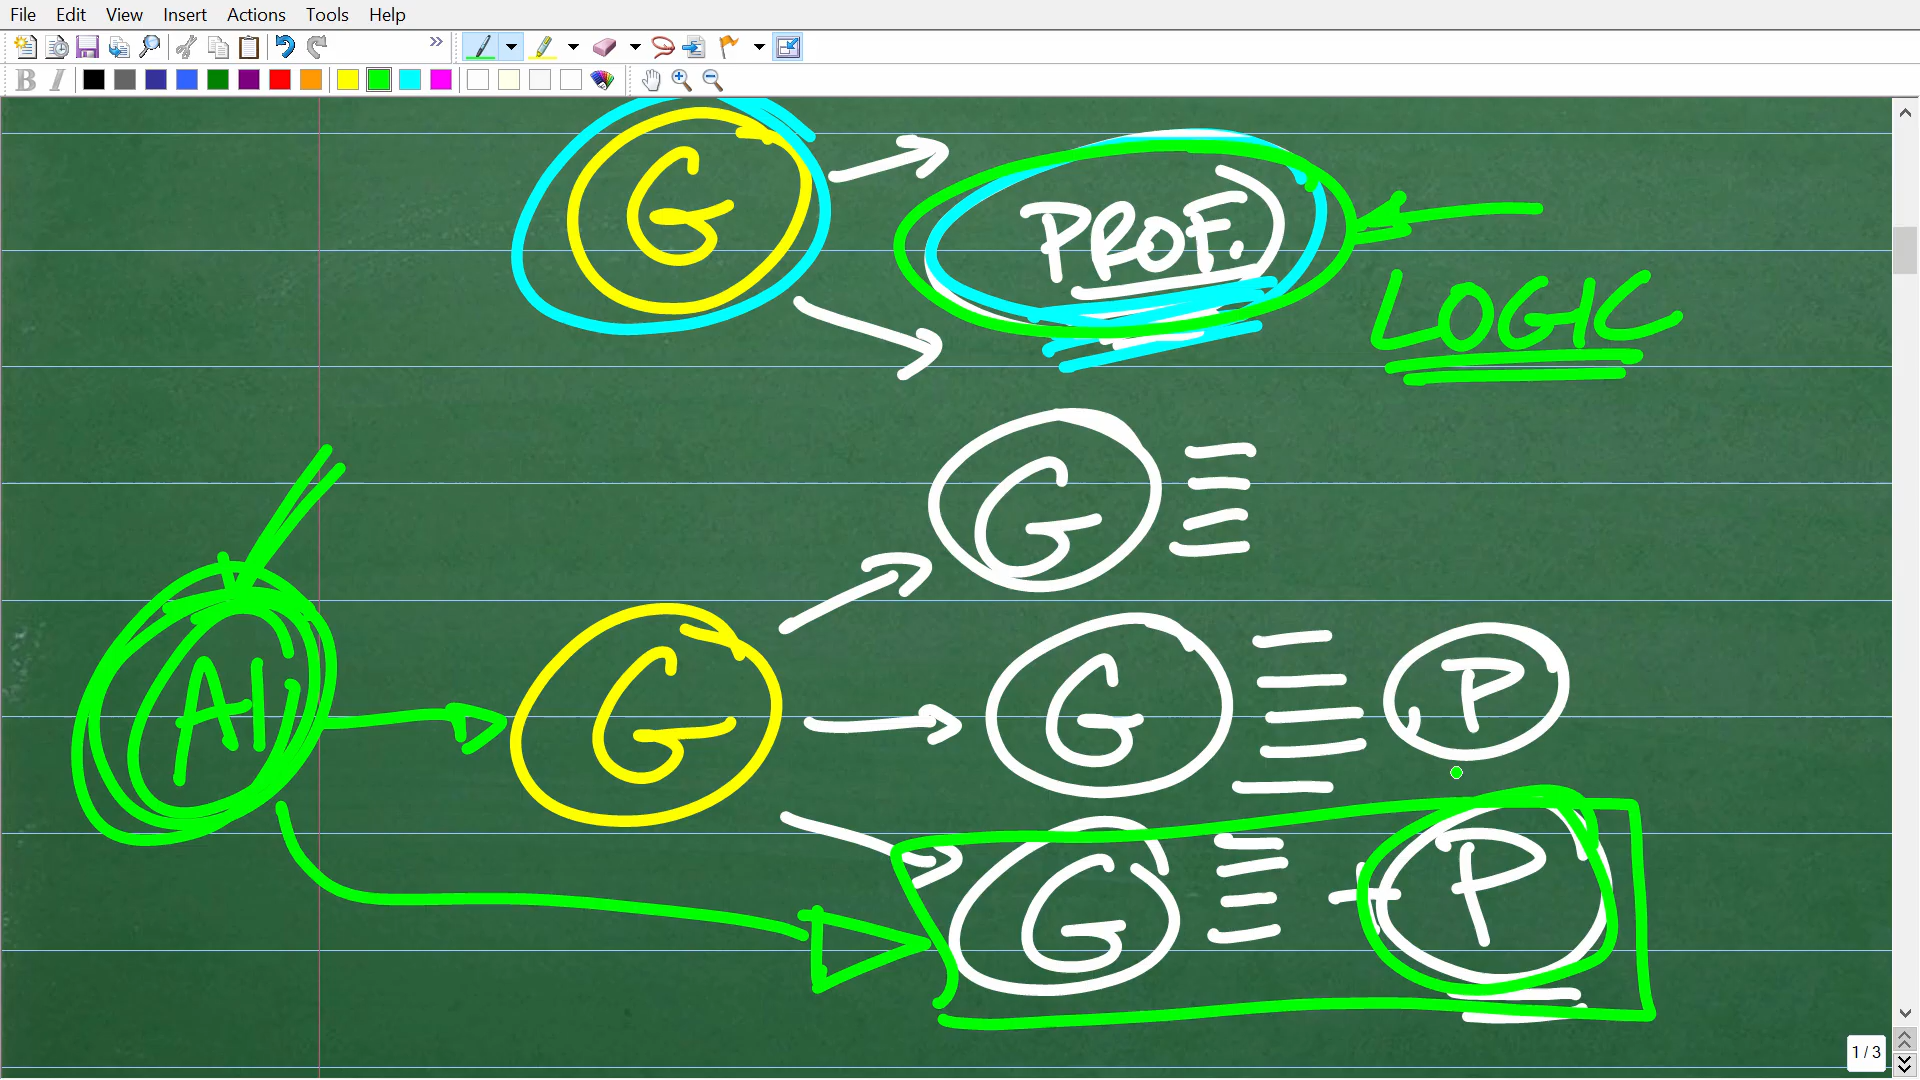 File Edit View Insert Actions Tools Help
B I
G PROF.
LOGIC
G
AI G G P
G P
1 / 3